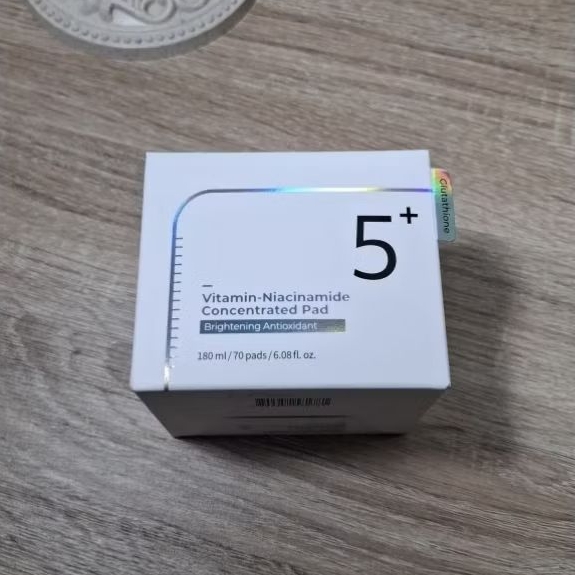 5+
Glutathione
Vitamin-Niacinamide
Concentrated Pad
Brightening Antioxidant
180 ml / 70 pads / 6.08 fl. oz.